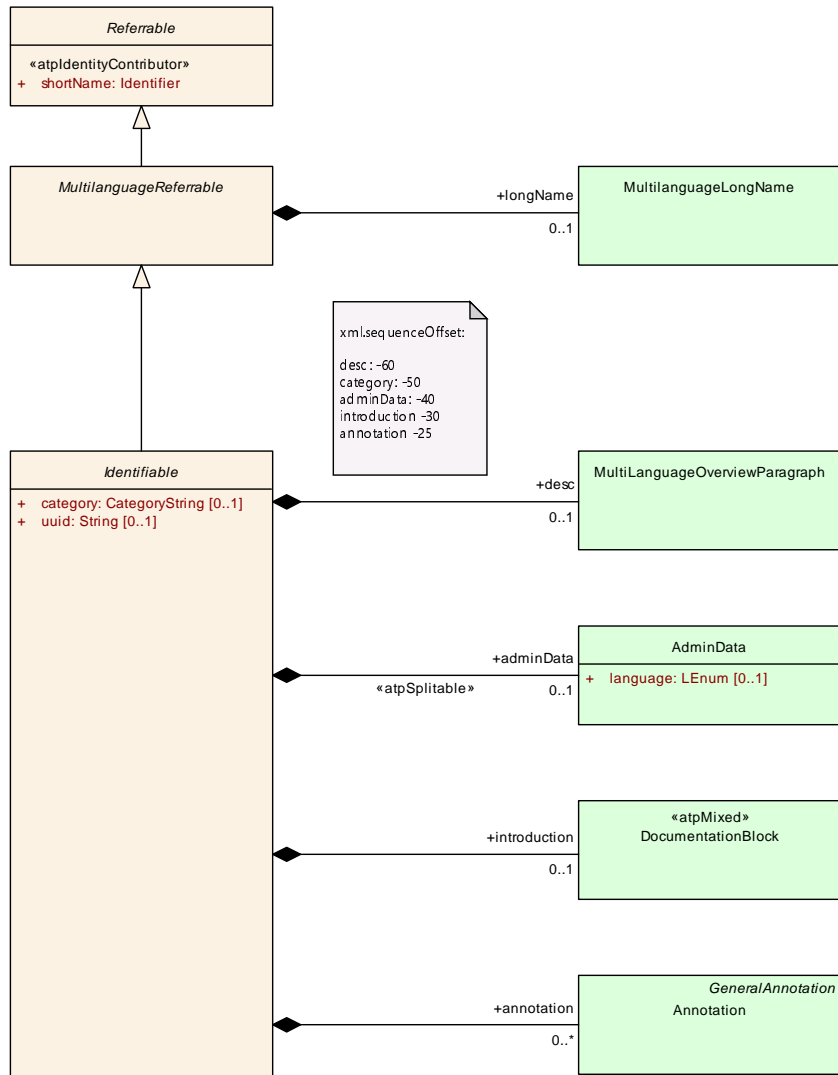 Referrable
«atpIdentityContributor»
+ shortName: Identifier
MultilanguageReferrable
+longName
0..1
MultilanguageLongName
xml.sequenceOffset:
desc: -60
category: -50
adminData: -40
introduction -30
annotation -25
Identifiable
+ category: CategoryString [0..1]
+ uuid: String [0..1]
+desc
0..1
MultiLanguageOverviewParagraph
+adminData
«atpSplitable»
0..1
AdminData
+ language: LEnum [0..1]
+introduction
0..1
«atpMixed»
DocumentationBlock
+annotation
0..*
GeneralAnnotation
Annotation